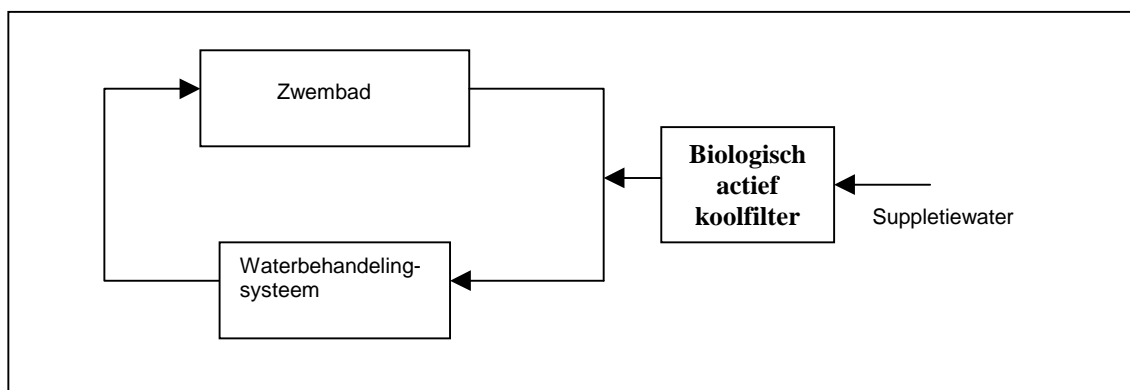 Zwembad
Biologisch
actief
koolfilter
Suppletiewater
Waterbehandeling-
systeem